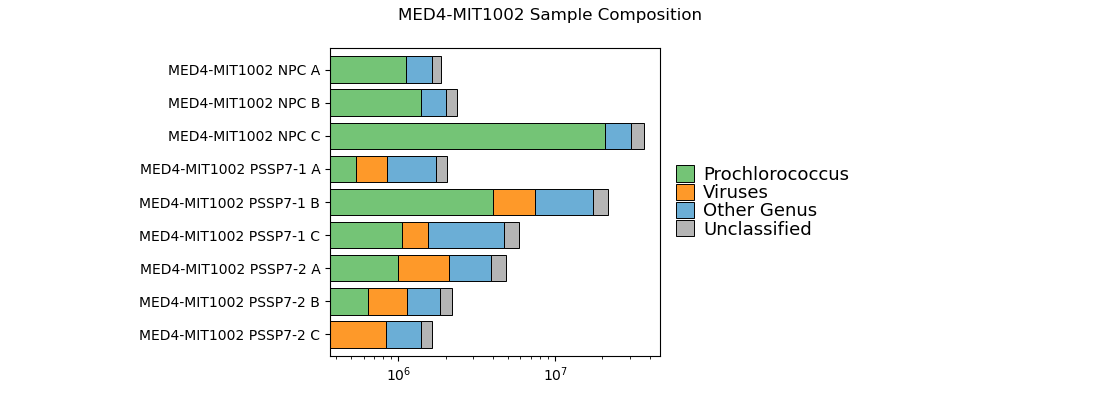 MED4-MIT1002 Sample Composition
MED4-MIT1002 NPC A
MED4-MIT1002 NPC B
MED4-MIT1002 NPC C
MED4-MIT1002 PSSP7-1 A
MED4-MIT1002 PSSP7-1 B
MED4-MIT1002 PSSP7-1 C
MED4-MIT1002 PSSP7-2 A
MED4-MIT1002 PSSP7-2 B
MED4-MIT1002 PSSP7-2 C
10⁶ 10⁷
Prochlorococcus
Viruses
Other Genus
Unclassified